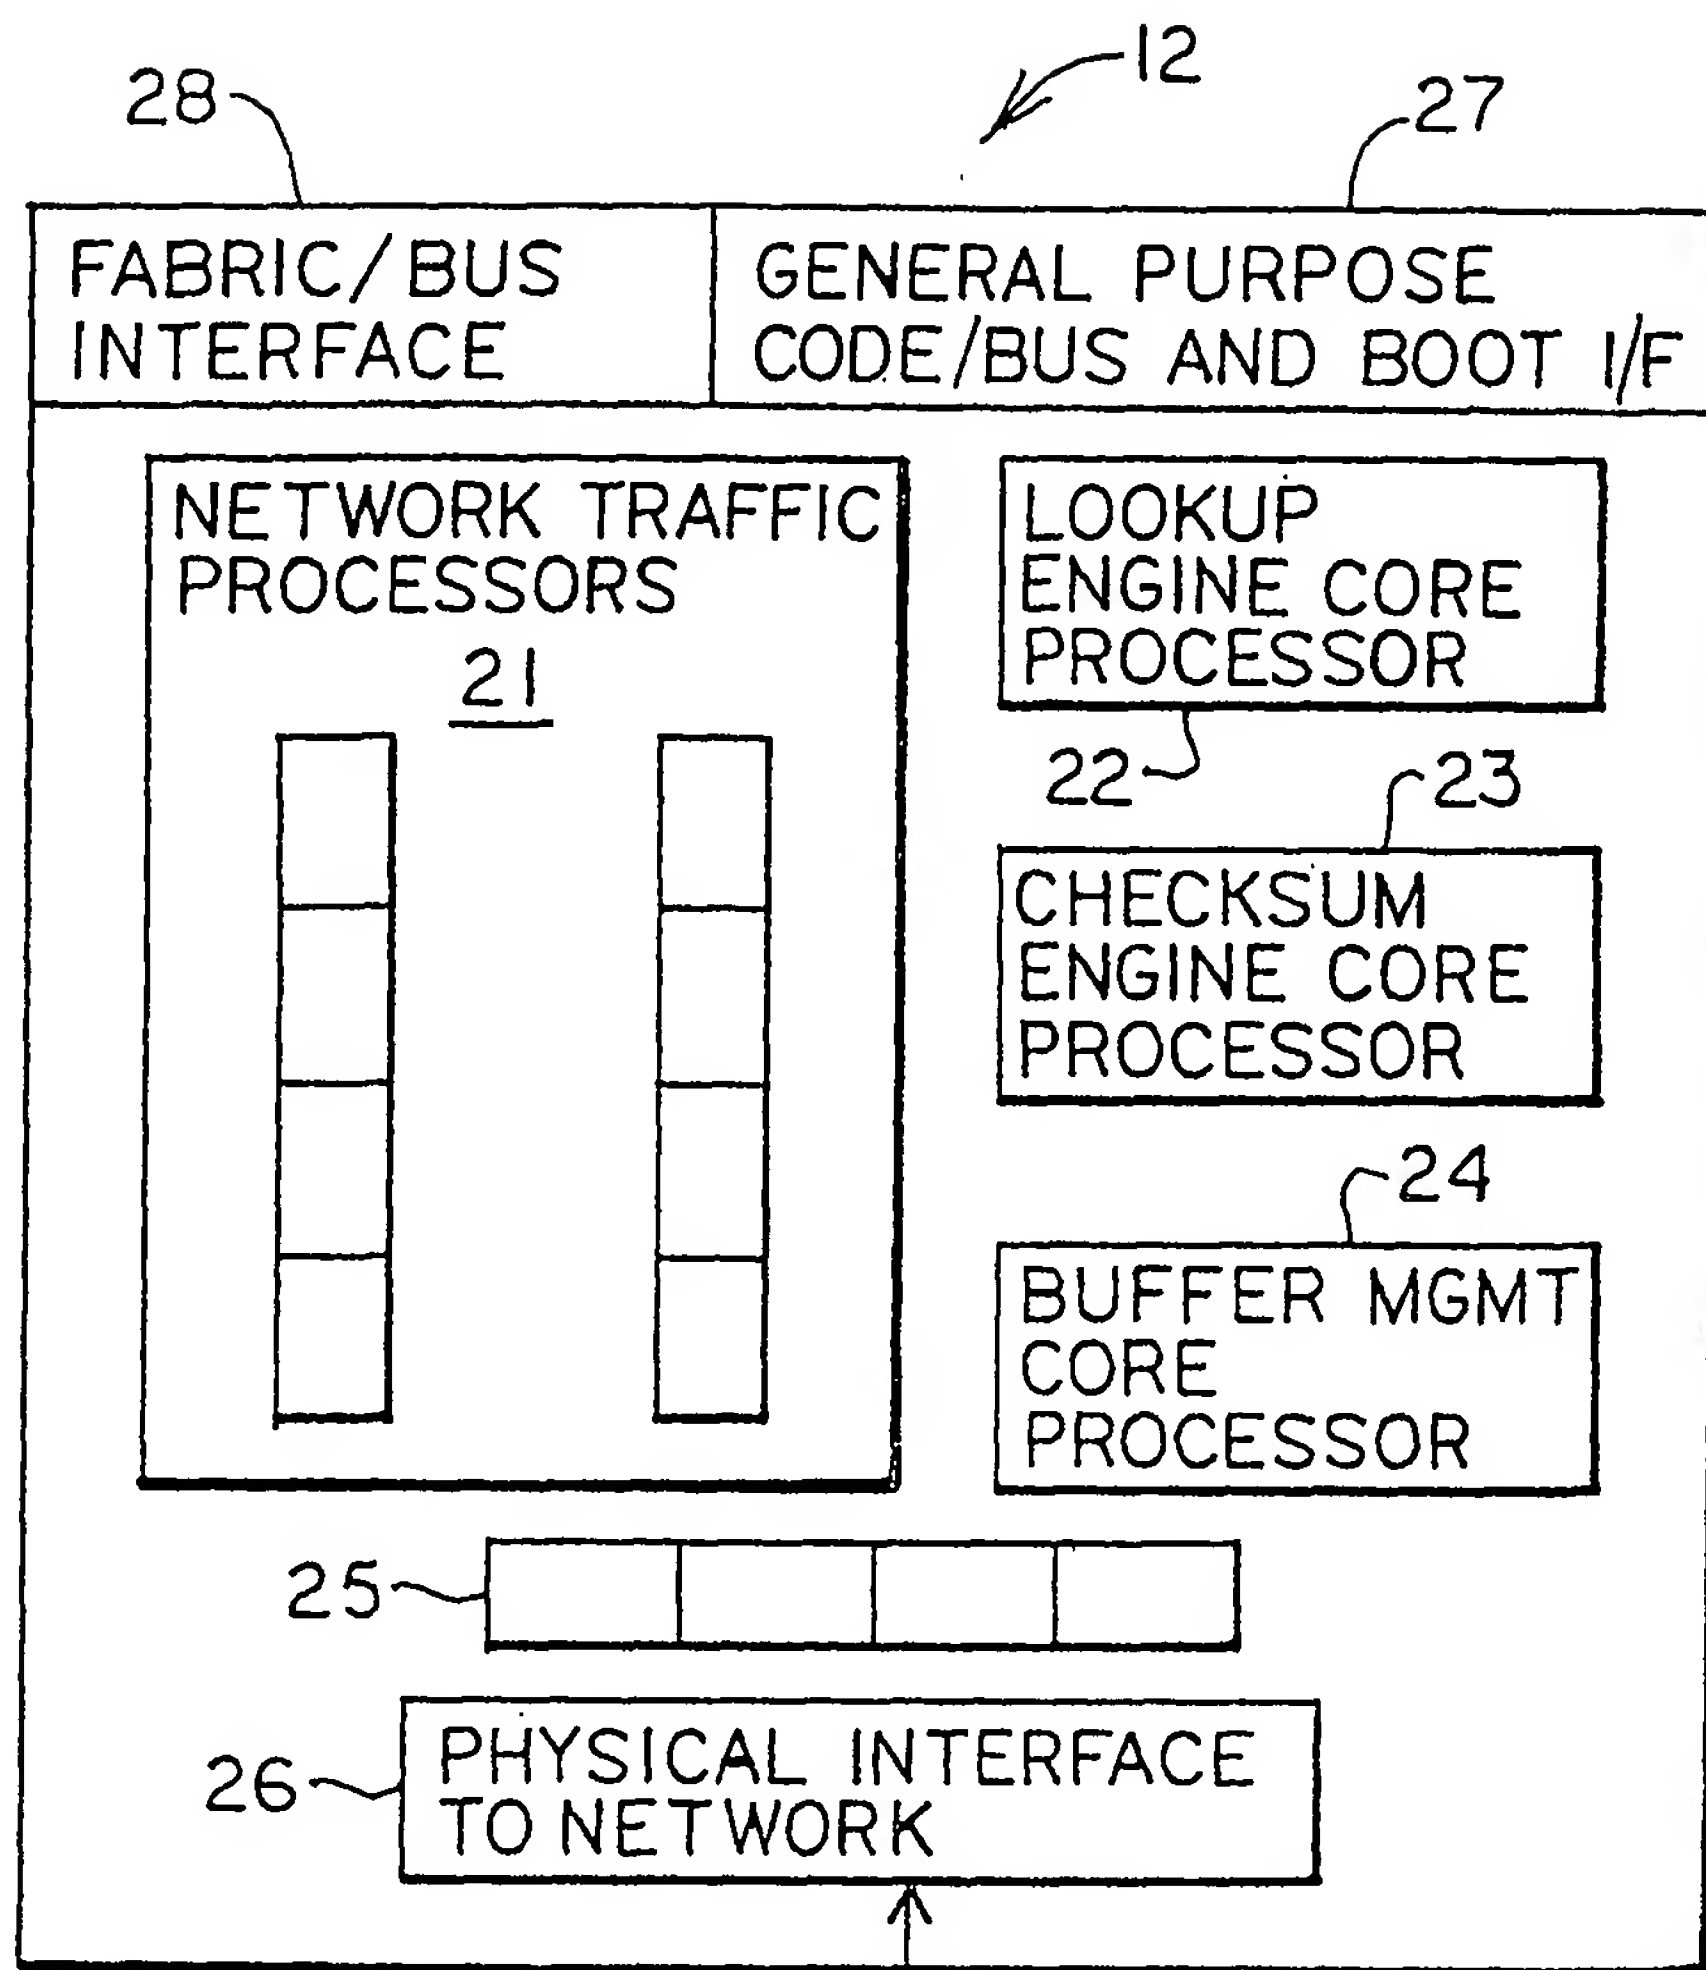 12
28
27
FABRIC/BUS
INTERFACE
GENERAL PURPOSE
CODE/BUS AND BOOT I/F
NETWORK TRAFFIC
PROCESSORS
21
LOOKUP
ENGINE CORE
PROCESSOR
22
23
CHECKSUM
ENGINE CORE
PROCESSOR
24
BUFFER MGMT
CORE
PROCESSOR
25
26
PHYSICAL INTERFACE
TO NETWORK